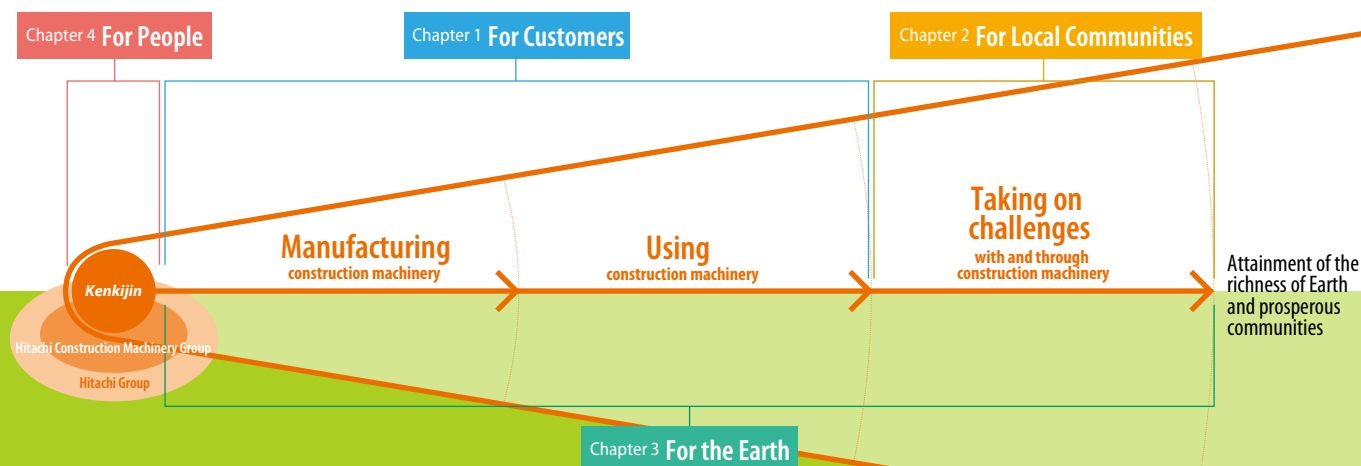 Chapter 4 For People
Chapter 1 For Customers
Chapter 2 For Local Communities
Manufacturing
construction machinery
Using
construction machinery
Taking on
challenges
with and through
construction machinery
Attainment of the
richness of Earth
and prosperous
communities
Kenkijin
Hitachi Construction Machinery Group
Hitachi Group
Chapter 3 For the Earth